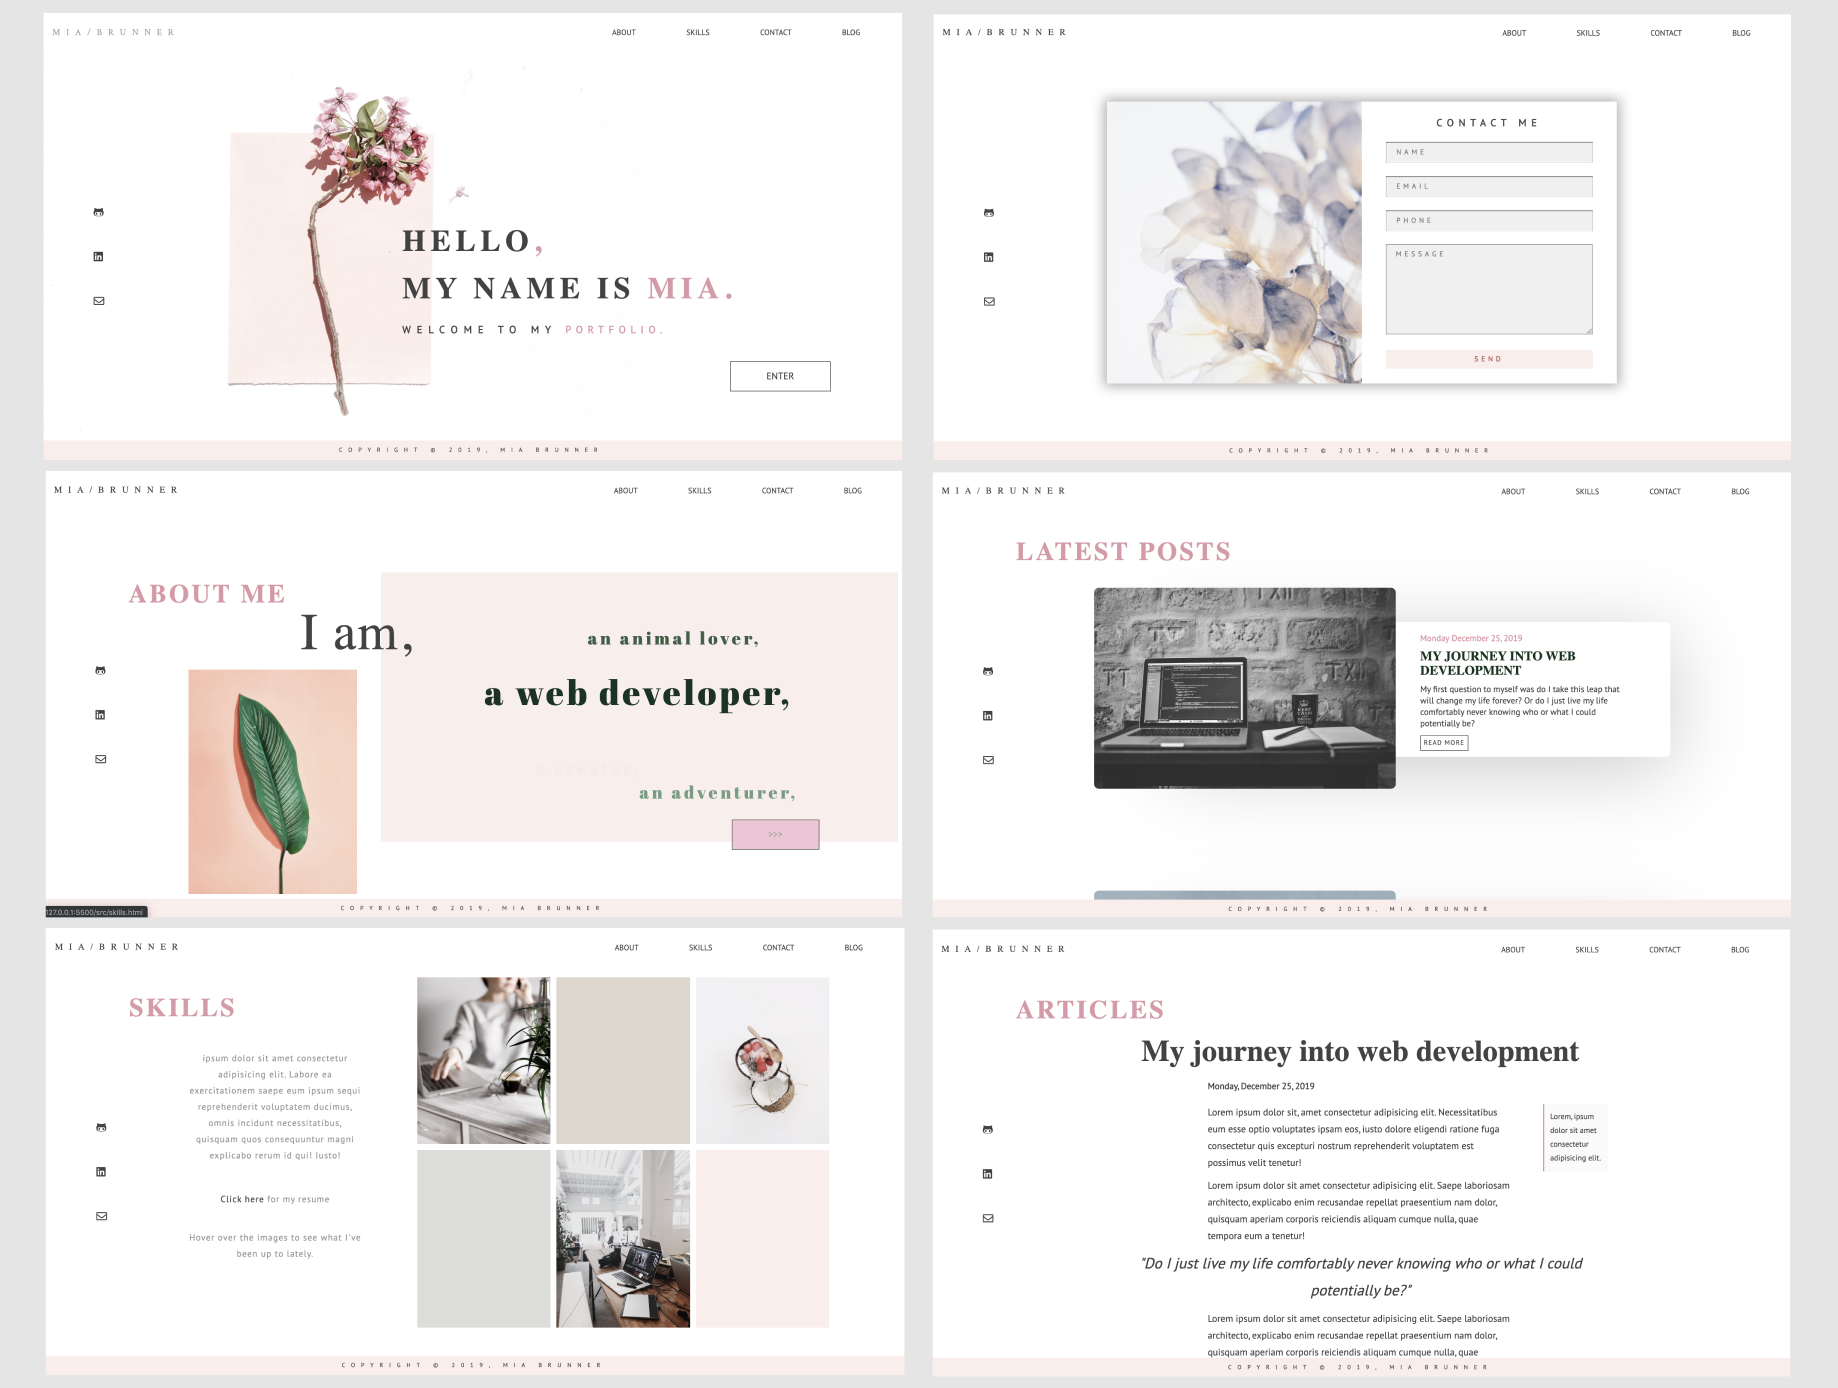 MIA/BRUNNER
ABOUT
SKILLS
CONTACT
BLOG
HELLO,
MY NAME IS MIA.
WELCOME TO MY PORTFOLIO.
ENTER
COPYRIGHT © 2019, MIA BRUNNER
MIA/BRUNNER
ABOUT
SKILLS
CONTACT
BLOG
CONTACT ME
NAME
EMAIL
PHONE
MESSAGE
SEND
COPYRIGHT © 2019, MIA BRUNNER
MIA/BRUNNER
ABOUT
SKILLS
CONTACT
BLOG
ABOUT ME
I am,
an animal lover,
a web developer,
a creator,
an adventurer,
>>>
127.0.0.1:5500/src/skills.html
COPYRIGHT © 2019, MIA BRUNNER
MIA/BRUNNER
ABOUT
SKILLS
CONTACT
BLOG
LATEST POSTS
Monday December 25, 2019
MY JOURNEY INTO WEB
DEVELOPMENT
My first question to myself was do I take this leap that
will change my life forever? Or do I just live my life
comfortably never knowing who or what I could
potentially be?
READ MORE
COPYRIGHT © 2019, MIA BRUNNER
MIA/BRUNNER
ABOUT
SKILLS
CONTACT
BLOG
SKILLS
ipsum dolor sit amet consectetur
adipisicing elit. Labore ea
exercitationem saepe eum ipsum sequi
reprehenderit voluptatem ducimus,
omnis incidunt necessitatibus,
quisquam quos consequuntur magni
explicabo rerum id qui! Iusto!
Click here for my resume
Hover over the images to see what I've
been up to lately.
COPYRIGHT © 2019, MIA BRUNNER
MIA/BRUNNER
ABOUT
SKILLS
CONTACT
BLOG
ARTICLES
My journey into web development
Monday, December 25, 2019
Lorem ipsum dolor sit, amet consectetur adipisicing elit. Necessitatibus
eum esse optio voluptates ipsam eos, iusto dolore eligendi ratione fuga
consectetur quis excepturi nostrum reprehenderit voluptatem est
possimus velit tenetur!
Lorem, ipsum
dolor sit amet
consectetur
adipisicing elit.
Lorem ipsum dolor sit amet consectetur adipisicing elit. Saepe laboriosam
architecto, explicabo enim recusandae repellat praesentium nam dolor,
quisquam aperiam corporis reiciendis aliquam cumque nulla, quae
tempora eum a tenetur!
"Do I just live my life comfortably never knowing who or what I could
potentially be?"
Lorem ipsum dolor sit amet consectetur adipisicing elit. Saepe laboriosam
architecto, explicabo enim recusandae repellat praesentium nam dolor,
quisquam aperiam corporis reiciendis aliquam cumque nulla, quae
COPYRIGHT © 2019, MIA BRUNNER